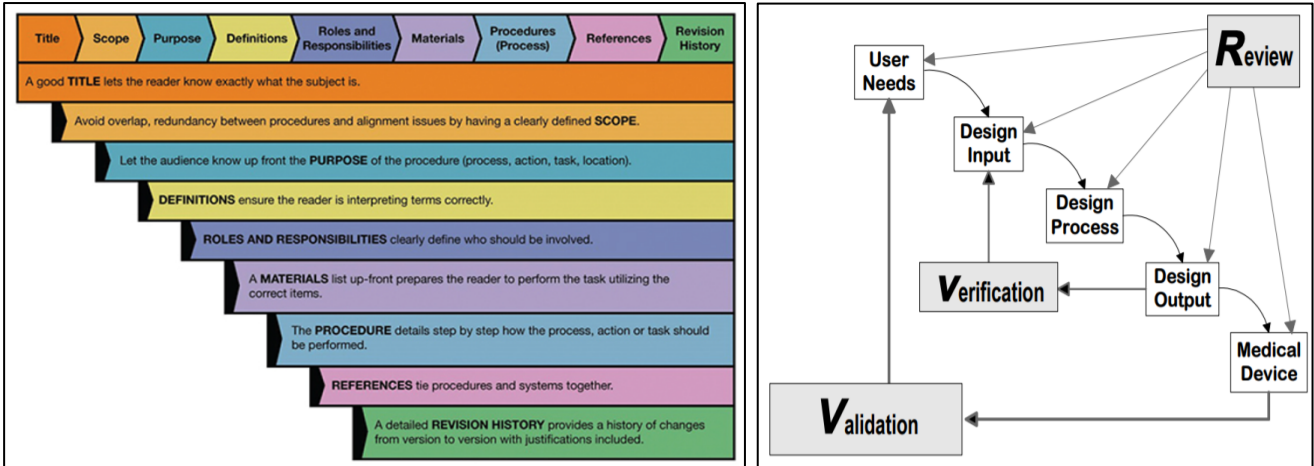 Title
Scope
Purpose
Definitions
Roles and
Responsibilities
Materials
Procedures
(Process)
References
Revision
History
A good TITLE lets the reader know exactly what the subject is.
Avoid overlap, redundancy between procedures and alignment issues by having a clearly defined SCOPE.
Let the audience know up front the PURPOSE of the procedure (process, action, task, location).
DEFINITIONS ensure the reader is interpreting terms correctly.
ROLES AND RESPONSIBILITIES clearly define who should be involved.
A MATERIALS list up-front prepares the reader to perform the task utilizing the
correct items.
The PROCEDURE details step by step how the process, action or task should
be performed.
REFERENCES tie procedures and systems together.
A detailed REVISION HISTORY provides a history of changes
from version to version with justifications included.
Review
User
Needs
Design
Input
Design
Process
Verification
Design
Output
Medical
Device
Validation